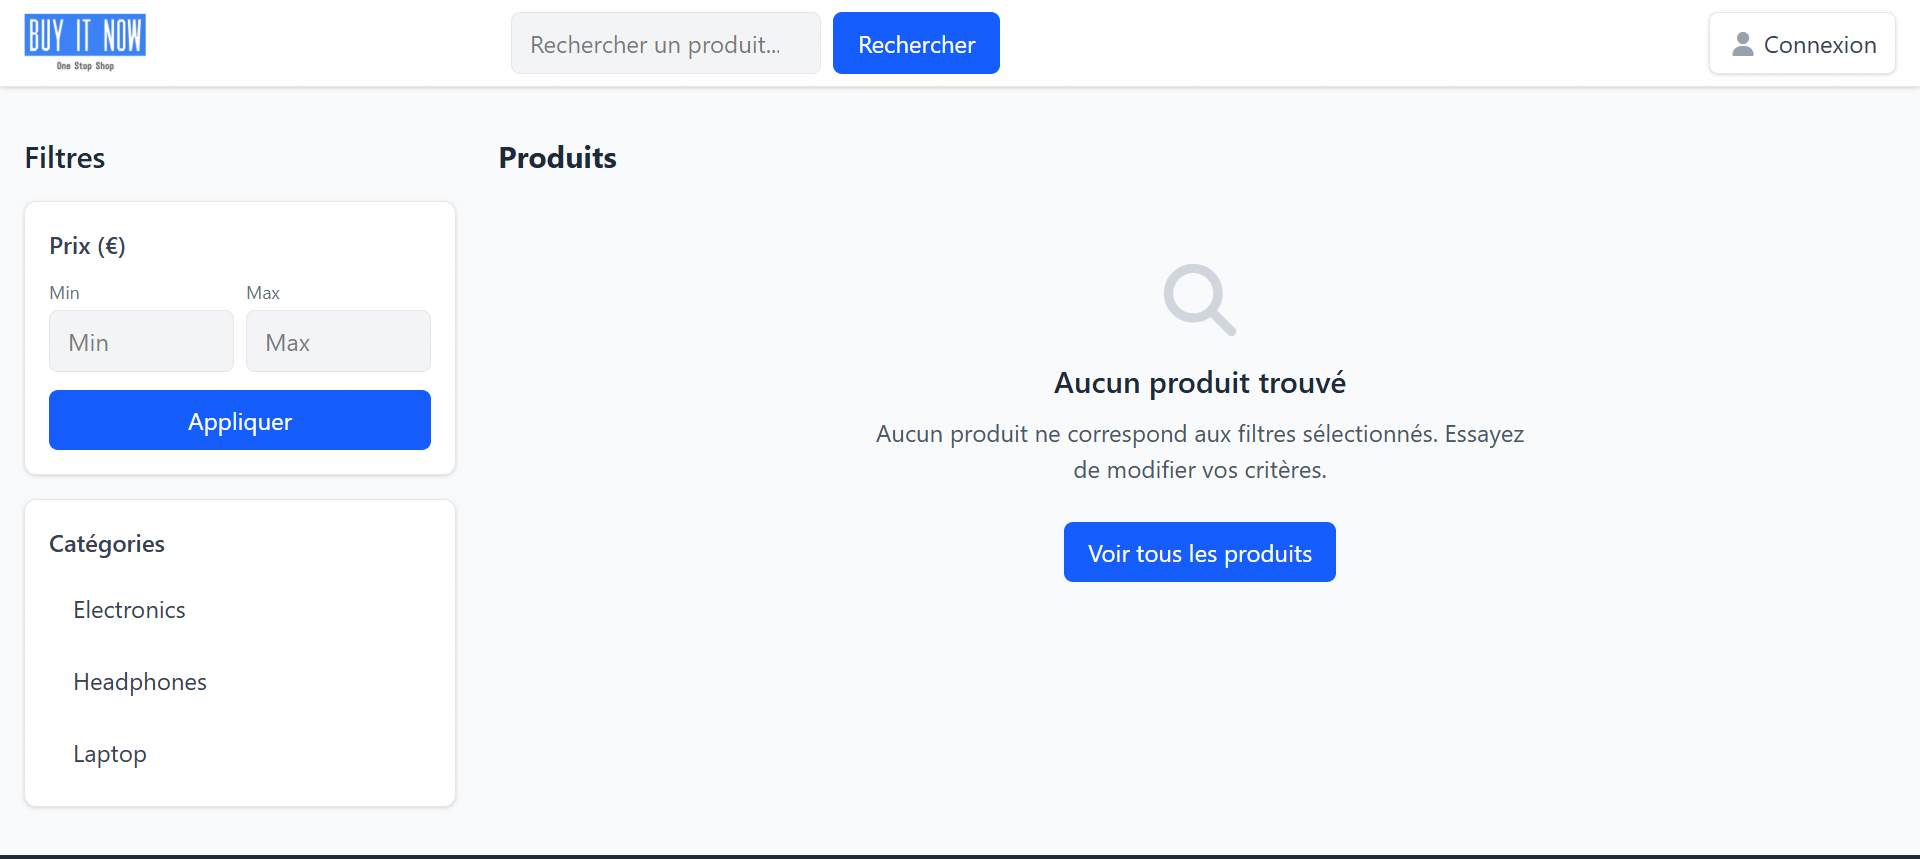 BUY IT NOW
One Stop Shop
Rechercher un produit...
Rechercher
Connexion
Filtres
Prix (€)
Min
Max
Min
Max
Appliquer
Catégories
Electronics
Headphones
Laptop
Produits
Aucun produit trouvé
Aucun produit ne correspond aux filtres sélectionnés. Essayez
de modifier vos critères.
Voir tous les produits